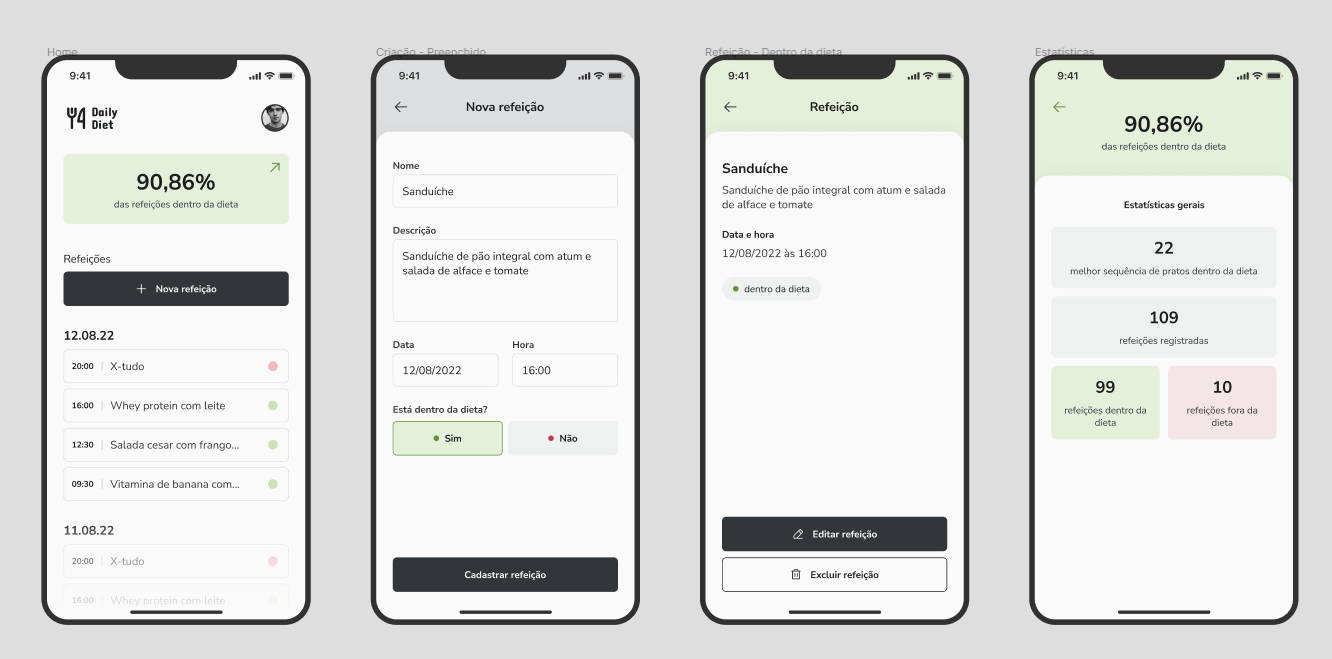 Home
9:41
Daily
Diet
90,86%
das refeições dentro da dieta
Refeições
Nova refeição
12.08.22
20:00 X-tudo
16:00 Whey protein com leite
12:30 Salada cesar com frango...
09:30 Vitamina de banana com...
11.08.22
20:00 X-tudo
16:00 Whey protein com leite
Criação - Preenchido
9:41
Nova refeição
Nome
Sanduíche
Descrição
Sanduíche de pão integral com atum e
salada de alface e tomate
Data Hora
12/08/2022 16:00
Está dentro da dieta?
Sim Não
Cadastrar refeição
Refeição - Dentro da dieta
9:41
Refeição
Sanduíche
Sanduíche de pão integral com atum e salada
de alface e tomate
Data e hora
12/08/2022 às 16:00
dentro da dieta
Editar refeição
Excluir refeição
Estatísticas
9:41
90,86%
das refeições dentro da dieta
Estatísticas gerais
22
melhor sequência de pratos dentro da dieta
109
refeições registradas
99
refeições dentro da
dieta
10
refeições fora da
dieta